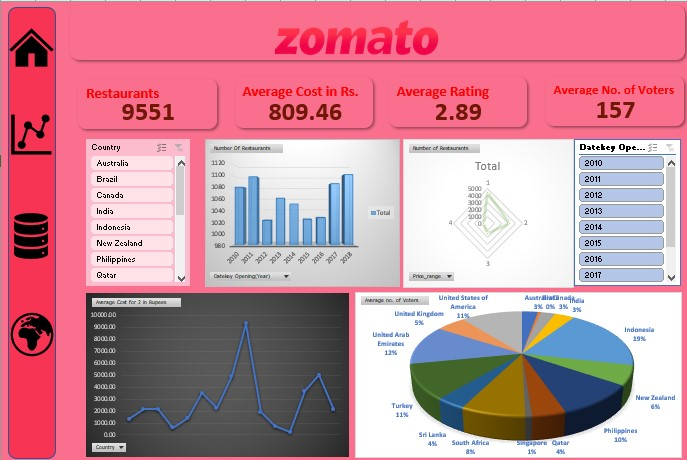 zomato
Restaurants
9551
Average Cost in Rs.
809.46
Average Rating
2.89
Average No. of Voters
157
Country
Australia
Brazil
Canada
India
Indonesia
New Zealand
Philippines
Qatar
Number Of Restaurants
1120
1100
1080
1060
1040
1020
1000
980
2010 2011 2012 2013 2014 2015 2016 2017 2018
Total
Datekey Opening(Year)
Number of Restaurants
Total
1
5000
4000
3000
2000
1000
0
4
2
3
Price_range
Datekey Ope...
2010
2011
2012
2013
2014
2015
2016
2017
Average Cost for 2 in Rupees
10000.00
9000.00
8000.00
7000.00
6000.00
5000.00
4000.00
3000.00
2000.00
1000.00
0.00
Country
Average no. of Voters
United States of
America
11%
Australia
3%
Brazil
0%
Canada
3%
India
3%
Indonesia
19%
New Zealand
6%
Philippines
10%
Qatar
4%
Singapore
1%
South Africa
8%
Sri Lanka
4%
Turkey
11%
United Arab
Emirates
12%
United Kingdom
5%